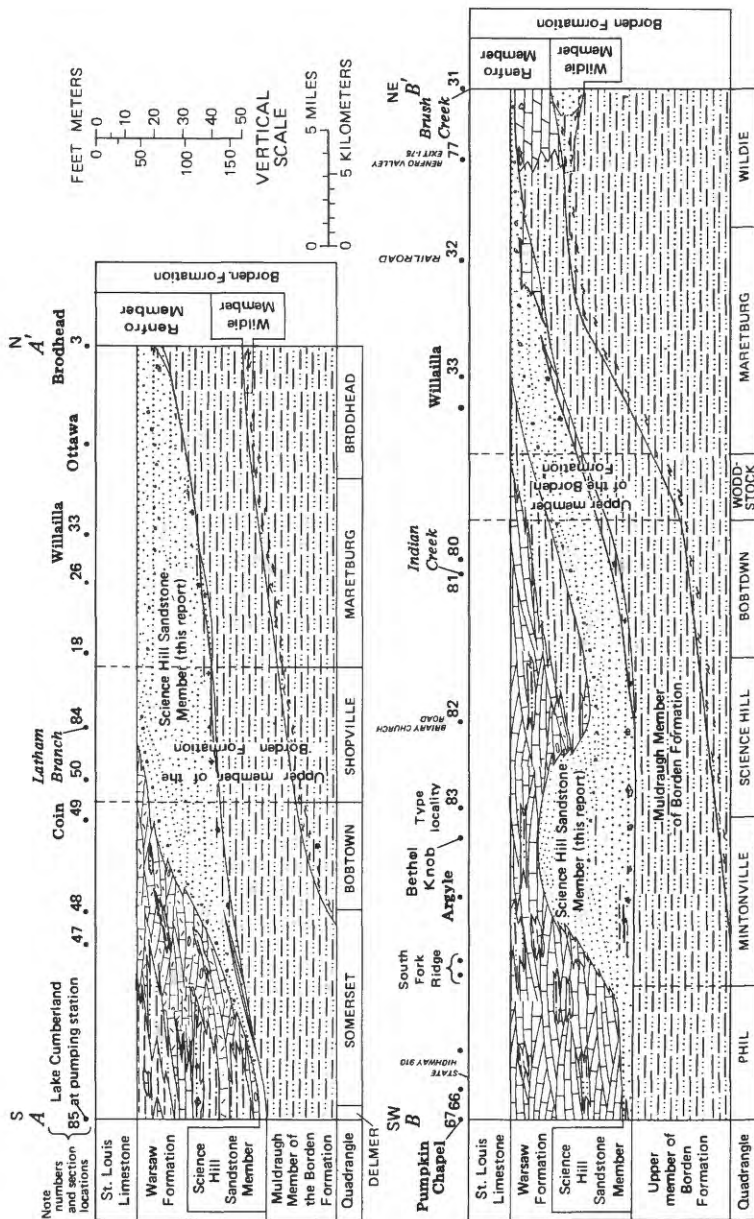 S
A
N
A'
Note
numbers
and section
locations
85
Lake Cumberland
at pumping station
47
48
49
Coin
50
Latham
Branch
84
18
26
33
Willailla
Ottawa
3
Brodhead
St. Louis
Limestone
Warsaw
Formation
Science
Hill
Sandstone
Member
Muldraugh
Member of
the Borden
Formation
Quadrangle
Science Hill Sandstone
Member (this report)
Upper member of the
Borden Formation
Renfro
Member
Wildie
Member
Borden Formation
DELMER
SOMERSET
BOBTOWN
SHOPVILLE
MARETBURG
BRODHEAD
FEET METERS
0 0
50 10
20
100 30
40
150 50
VERTICAL
SCALE
0 5 MILES
0 5 KILOMETERS
SW
B
NE
B'
Pumpkin
Chapel
67
66
STATE
HIGHWAY 910
South
Fork
Ridge
Argyle
Bethel
Knob
Type
locality
83
BRIARY CHURCH
ROAD
82
Indian
Creek
81
80
Willailla
33
32
RAILROAD
77
RENFRO VALLEY
EXIT I-75
Brush
Creek
31
St. Louis
Limestone
Warsaw
Formation
Science
Hill
Sandstone
Member
Upper
member of
Borden
Formation
Quadrangle
Science Hill Sandstone
Member (this report)
Muldraugh Member
of Borden Formation
Upper member
of the Borden
Formation
Renfro
Member
Wildie
Member
Borden Formation
PHIL
MINTONVILLE
SCIENCE HILL
BOBTOWN
WOOD-
STOCK
MARETBURG
WILDIE